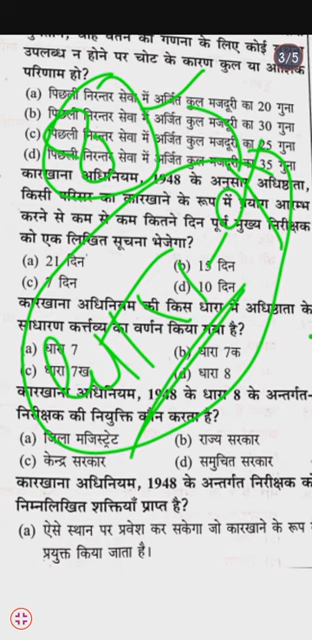 3/5
उपलब्ध न होने पर चोट के कारण कुल या आंशिक
परिणाम हो?
(a) पिछली निरन्तर सेवा में अर्जित कुल मजदूरी का 20 गुना
(b) पिछली निरन्तर सेवा में अर्जित कुल मजदूरी का 30 गुना
(c) पिछली निरन्तर सेवा में अर्जित कुल मजदूरी का 25 गुना
(d) पिछली निरन्तर सेवा में अर्जित कुल मजदूरी का 35 गुना
कारखाना अधिनियम, 1948 के अनुसार अधिष्ठाता,
किसी परिसर का कारखाने के रूप में प्रयोग आरम्भ
करने से कम से कम कितने दिन पूर्व मुख्य निरीक्षक
को एक लिखित सूचना भेजेगा?
(a) 21 दिन (b) 15 दिन
(c) 7 दिन (d) 10 दिन
कारखाना अधिनियम की किस धारा में अधिष्ठाता के
साधारण कर्त्तव्य का वर्णन किया गया है?
(a) धारा 7 (b) धारा 7क
(c) धारा 7ख (d) धारा 8
कारखाना अधिनियम, 1948 के धारा 8 के अन्तर्गत
निरीक्षक की नियुक्ति कौन करता है?
(a) जिला मजिस्ट्रेट (b) राज्य सरकार
(c) केन्द्र सरकार (d) समुचित सरकार
कारखाना अधिनियम, 1948 के अन्तर्गत निरीक्षक को
निम्नलिखित शक्तियाँ प्राप्त है?
(a) ऐसे स्थान पर प्रवेश कर सकेगा जो कारखाने के रूप
प्रयुक्त किया जाता है।